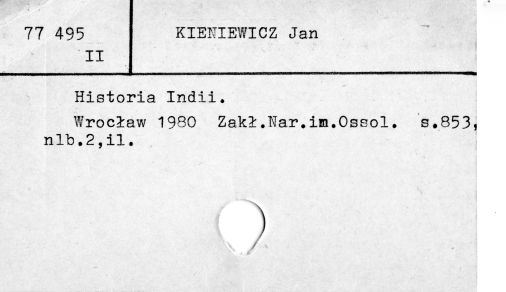 77 495 KIENIEWICZ Jan
II
Historia Indii.
Wrocław 1980 Zakł.Nar.im.Ossol. s.853,
nlb.2,il.